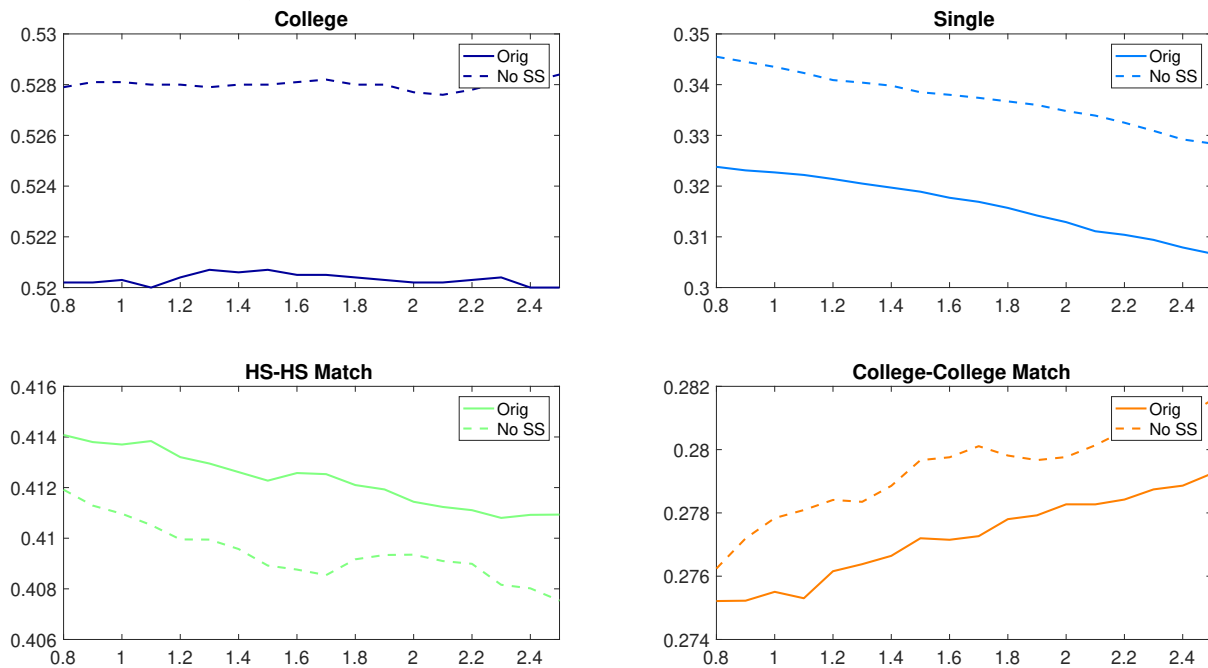 College
0.53
0.528
0.526
0.524
0.522
0.52
0.8 1 1.2 1.4 1.6 1.8 2 2.2 2.4
Orig
No SS
Single
0.35
0.34
0.33
0.32
0.31
0.3
0.8 1 1.2 1.4 1.6 1.8 2 2.2 2.4
Orig
No SS
HS-HS Match
0.416
0.414
0.412
0.41
0.408
0.406
0.8 1 1.2 1.4 1.6 1.8 2 2.2 2.4
Orig
No SS
College-College Match
0.282
0.28
0.278
0.276
0.274
0.8 1 1.2 1.4 1.6 1.8 2 2.2 2.4
Orig
No SS